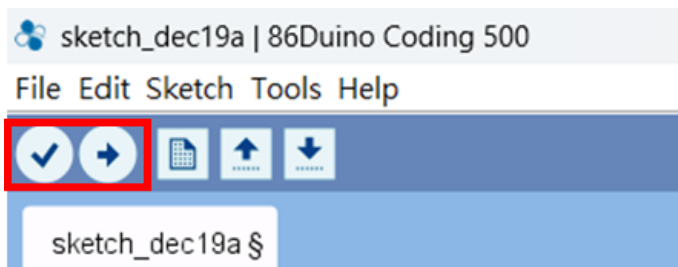 sketch_dec19a | 86Duino Coding 500
File Edit Sketch Tools Help
sketch_dec19a §